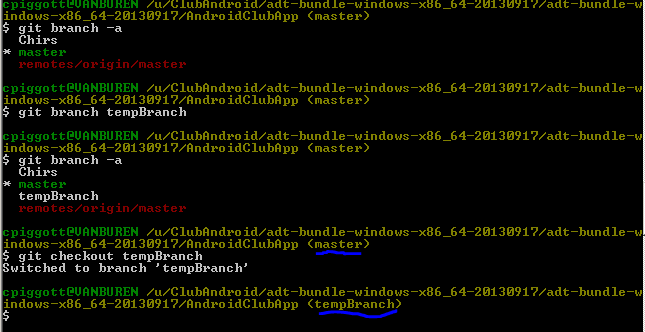 cpiggott@VANBUREN /u/ClubAndroid/adt-bundle-windows-x86_64-20130917/adt-bundle-w
indows-x86_64-20130917/AndroidClubApp (master)
$ git branch -a
  Chirs
* master
  remotes/origin/master

cpiggott@VANBUREN /u/ClubAndroid/adt-bundle-windows-x86_64-20130917/adt-bundle-w
indows-x86_64-20130917/AndroidClubApp (master)
$ git branch tempBranch

cpiggott@VANBUREN /u/ClubAndroid/adt-bundle-windows-x86_64-20130917/adt-bundle-w
indows-x86_64-20130917/AndroidClubApp (master)
$ git branch -a
  Chirs
* master
  tempBranch
  remotes/origin/master

cpiggott@VANBUREN /u/ClubAndroid/adt-bundle-windows-x86_64-20130917/adt-bundle-w
indows-x86_64-20130917/AndroidClubApp (master)
$ git checkout tempBranch
Switched to branch 'tempBranch'

cpiggott@VANBUREN /u/ClubAndroid/adt-bundle-windows-x86_64-20130917/adt-bundle-w
indows-x86_64-20130917/AndroidClubApp (tempBranch)
$